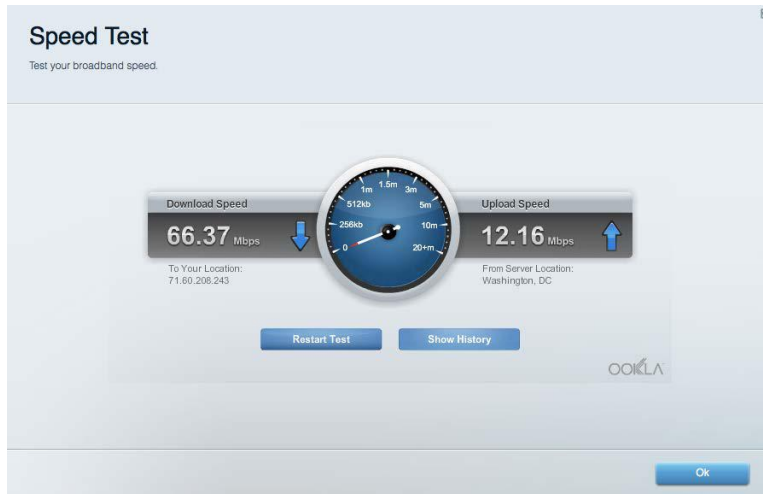 Speed Test
Test your broadband speed.
1m 1.5m 3m
512kb 5m
256kb 10m
0 20+m
Download Speed
66.37 Mbps
To Your Location:
71.60.208.243
Upload Speed
12.16 Mbps
From Server Location:
Washington, DC
Restart Test
Show History
OOKLA
Ok